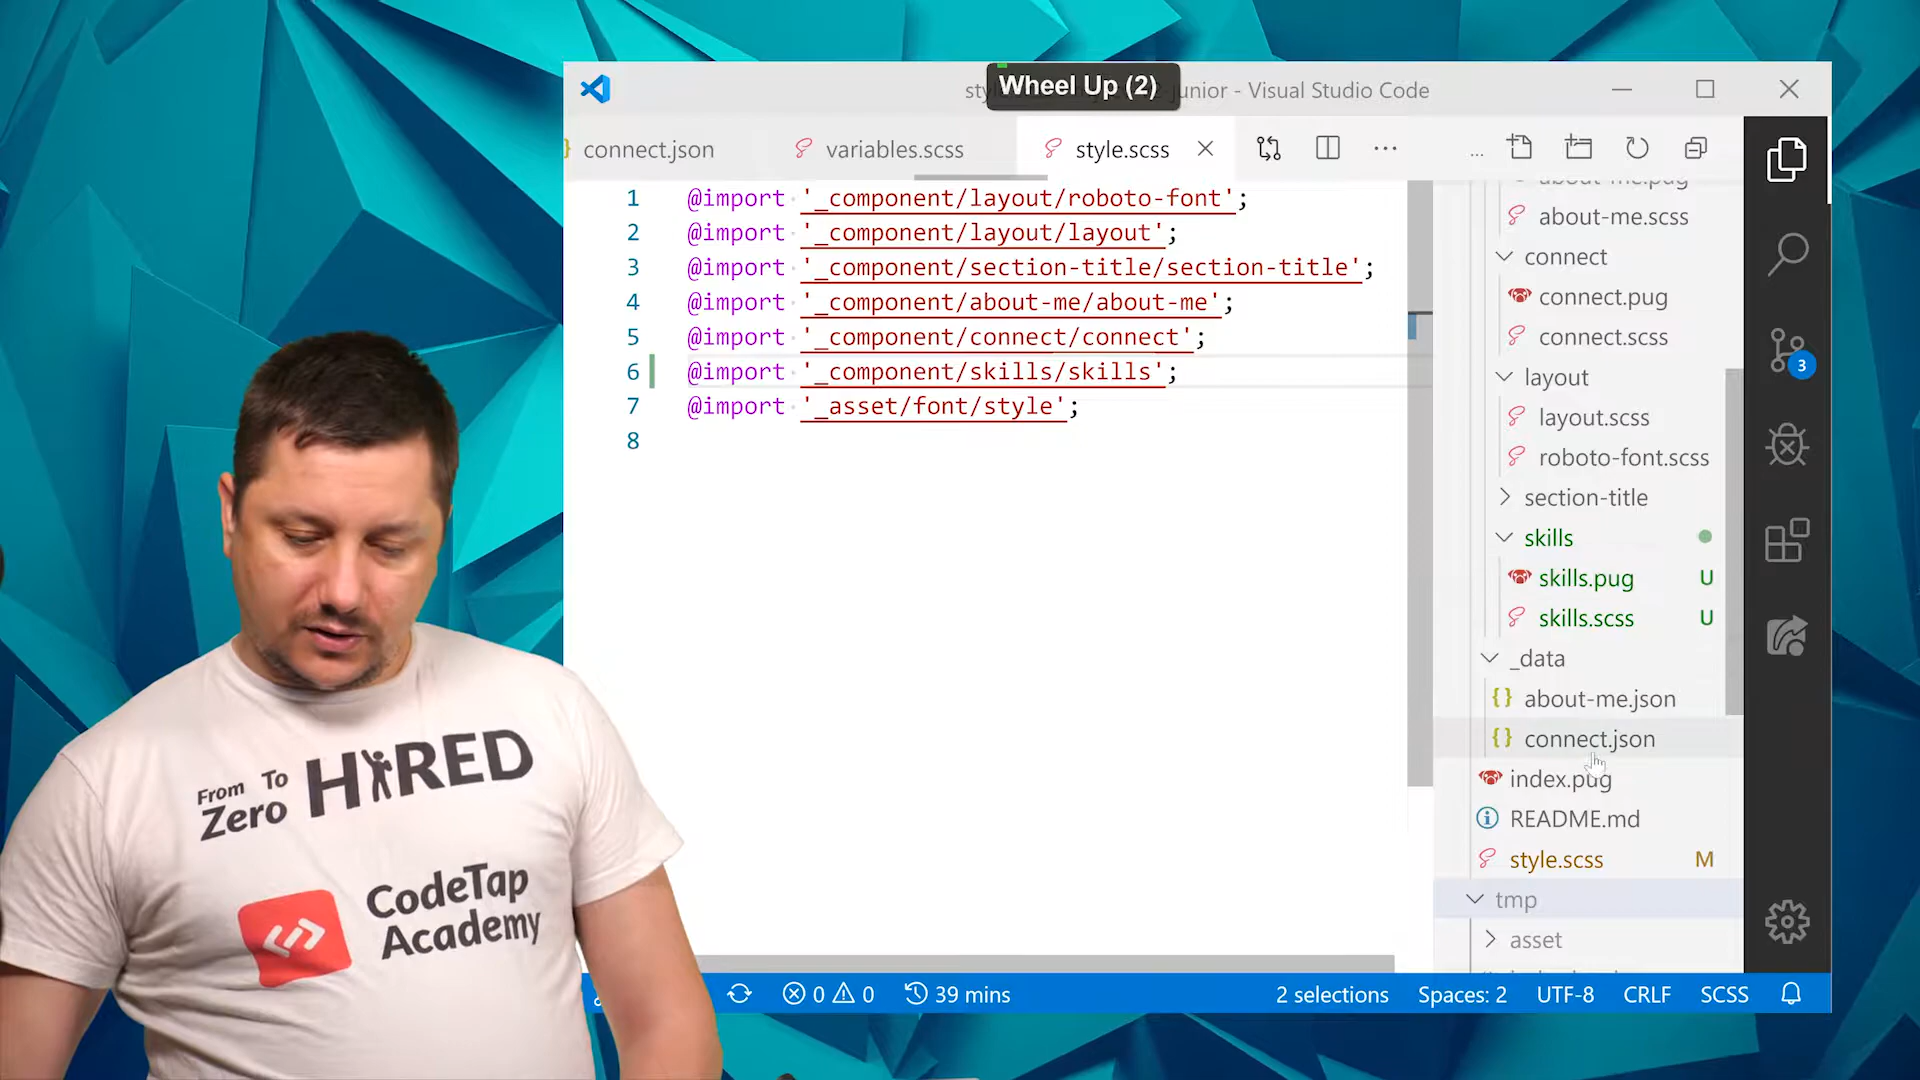 Wheel Up (2)
junior - Visual Studio Code
connect.json
variables.scss
style.scss
1 @import '_component/layout/roboto-font';
2 @import '_component/layout/layout';
3 @import '_component/section-title/section-title';
4 @import '_component/about-me/about-me';
5 @import '_component/connect/connect';
6 @import '_component/skills/skills';
7 @import '_asset/font/style';
8
about-me.pug
about-me.scss
connect
connect.pug
connect.scss
layout
layout.scss
roboto-font.scss
section-title
skills
skills.pug U
skills.scss U
_data
about-me.json
connect.json
index.pug
README.md
style.scss M
tmp
asset
3
0 0 39 mins 2 selections Spaces: 2 UTF-8 CRLF SCSS
From To
Zero HIRED
CodeTap
Academy